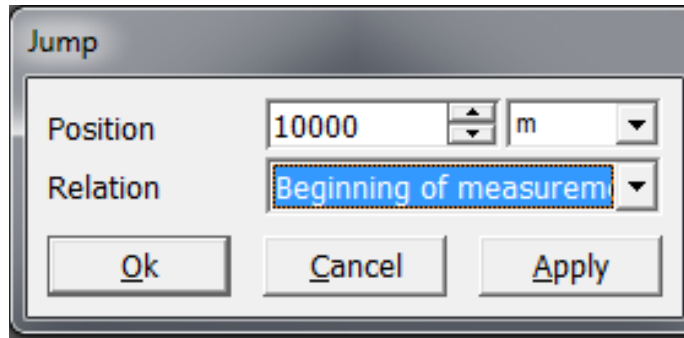 Jump
Position 10000 m
Relation Beginning of measurem
Ok Cancel Apply